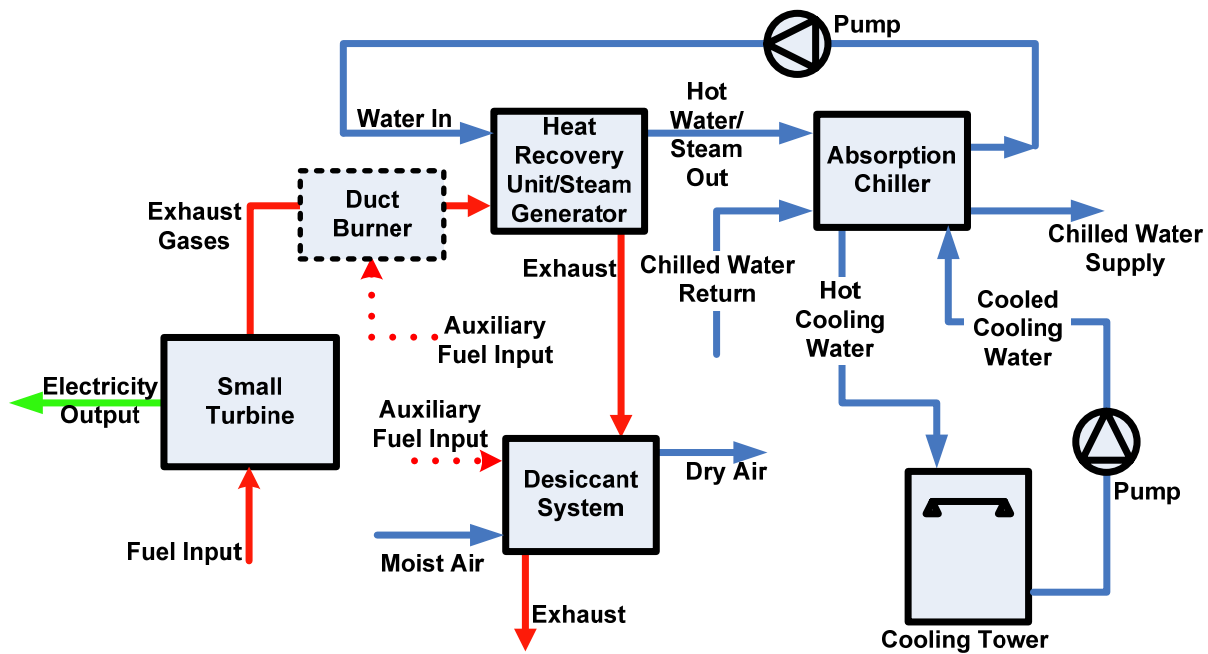 Pump
Water In
Heat
Recovery
Unit/Steam
Generator
Hot
Water/
Steam
Out
Absorption
Chiller
Duct
Burner
Exhaust
Gases
Exhaust
Chilled Water
Return
Chilled Water
Supply
Hot
Cooling
Water
Cooled
Cooling
Water
Auxiliary
Fuel Input
Electricity
Output
Small
Turbine
Auxiliary
Fuel Input
Desiccant
System
Dry Air
Pump
Fuel Input
Moist Air
Exhaust
Cooling Tower